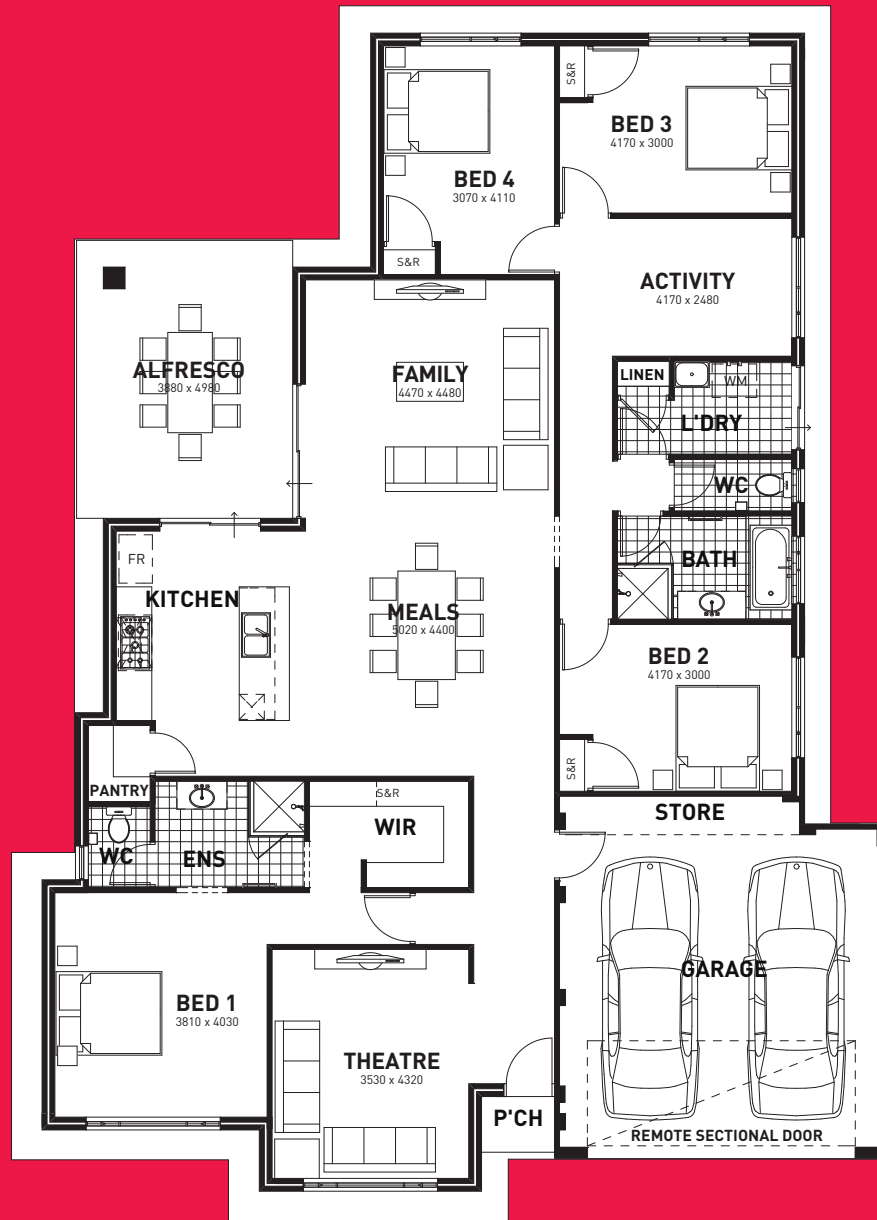 S&R
BED 3
4170 x 3000
BED 4
3070 x 4110
S&R
ACTIVITY
4170 x 2480
ALFRESCO
3880 x 4980
FAMILY
4470 x 4480
LINEN
WM
L'DRY
WC
FR
BATH
KITCHEN
MEALS
5020 x 4400
BED 2
4170 x 3000
S&R
PANTRY
S&R
STORE
WIR
WC
ENS
GARAGE
BED 1
3810 x 4030
THEATRE
3530 x 4320
P'CH
REMOTE SECTIONAL DOOR